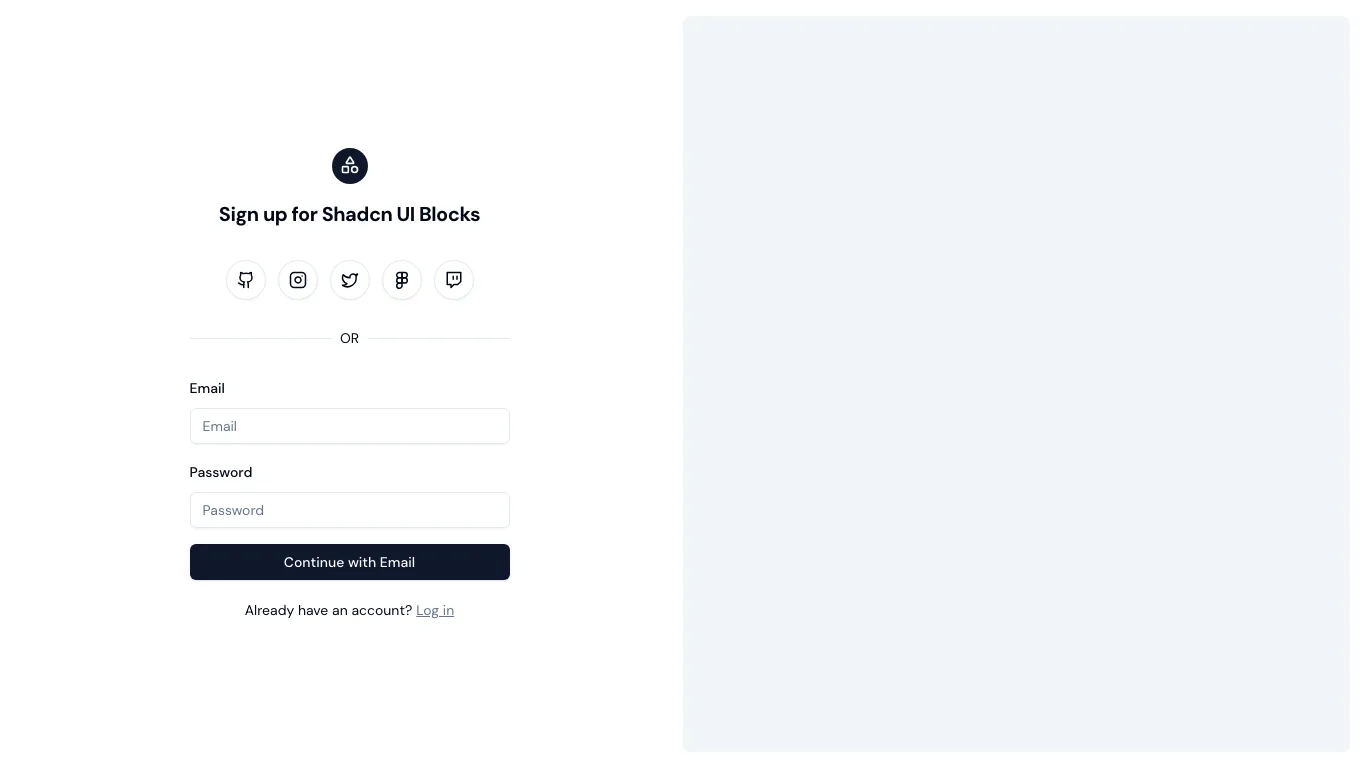 Sign up for Shadcn UI Blocks
OR
Email
Email
Password
Password
Continue with Email
Already have an account? Log in